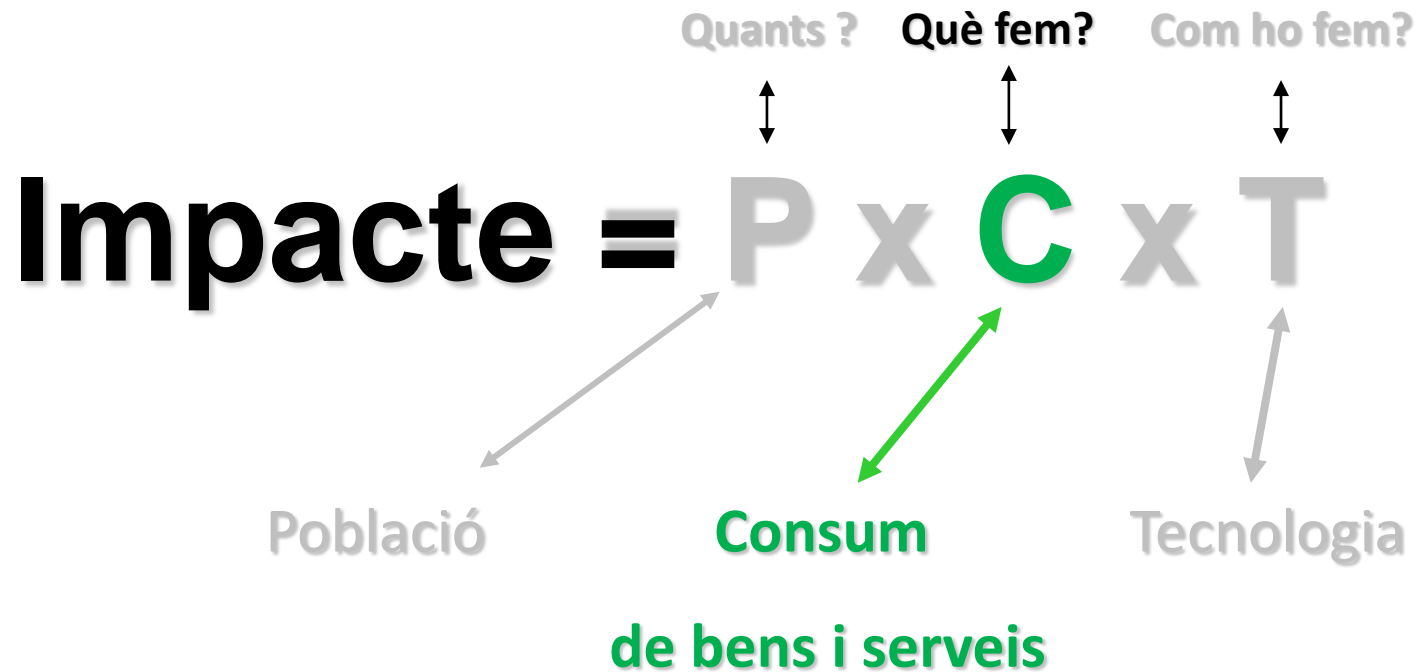 Quants ? Què fem? Com ho fem?
Impacte = P x C x T
Població Consum Tecnologia
de bens i serveis